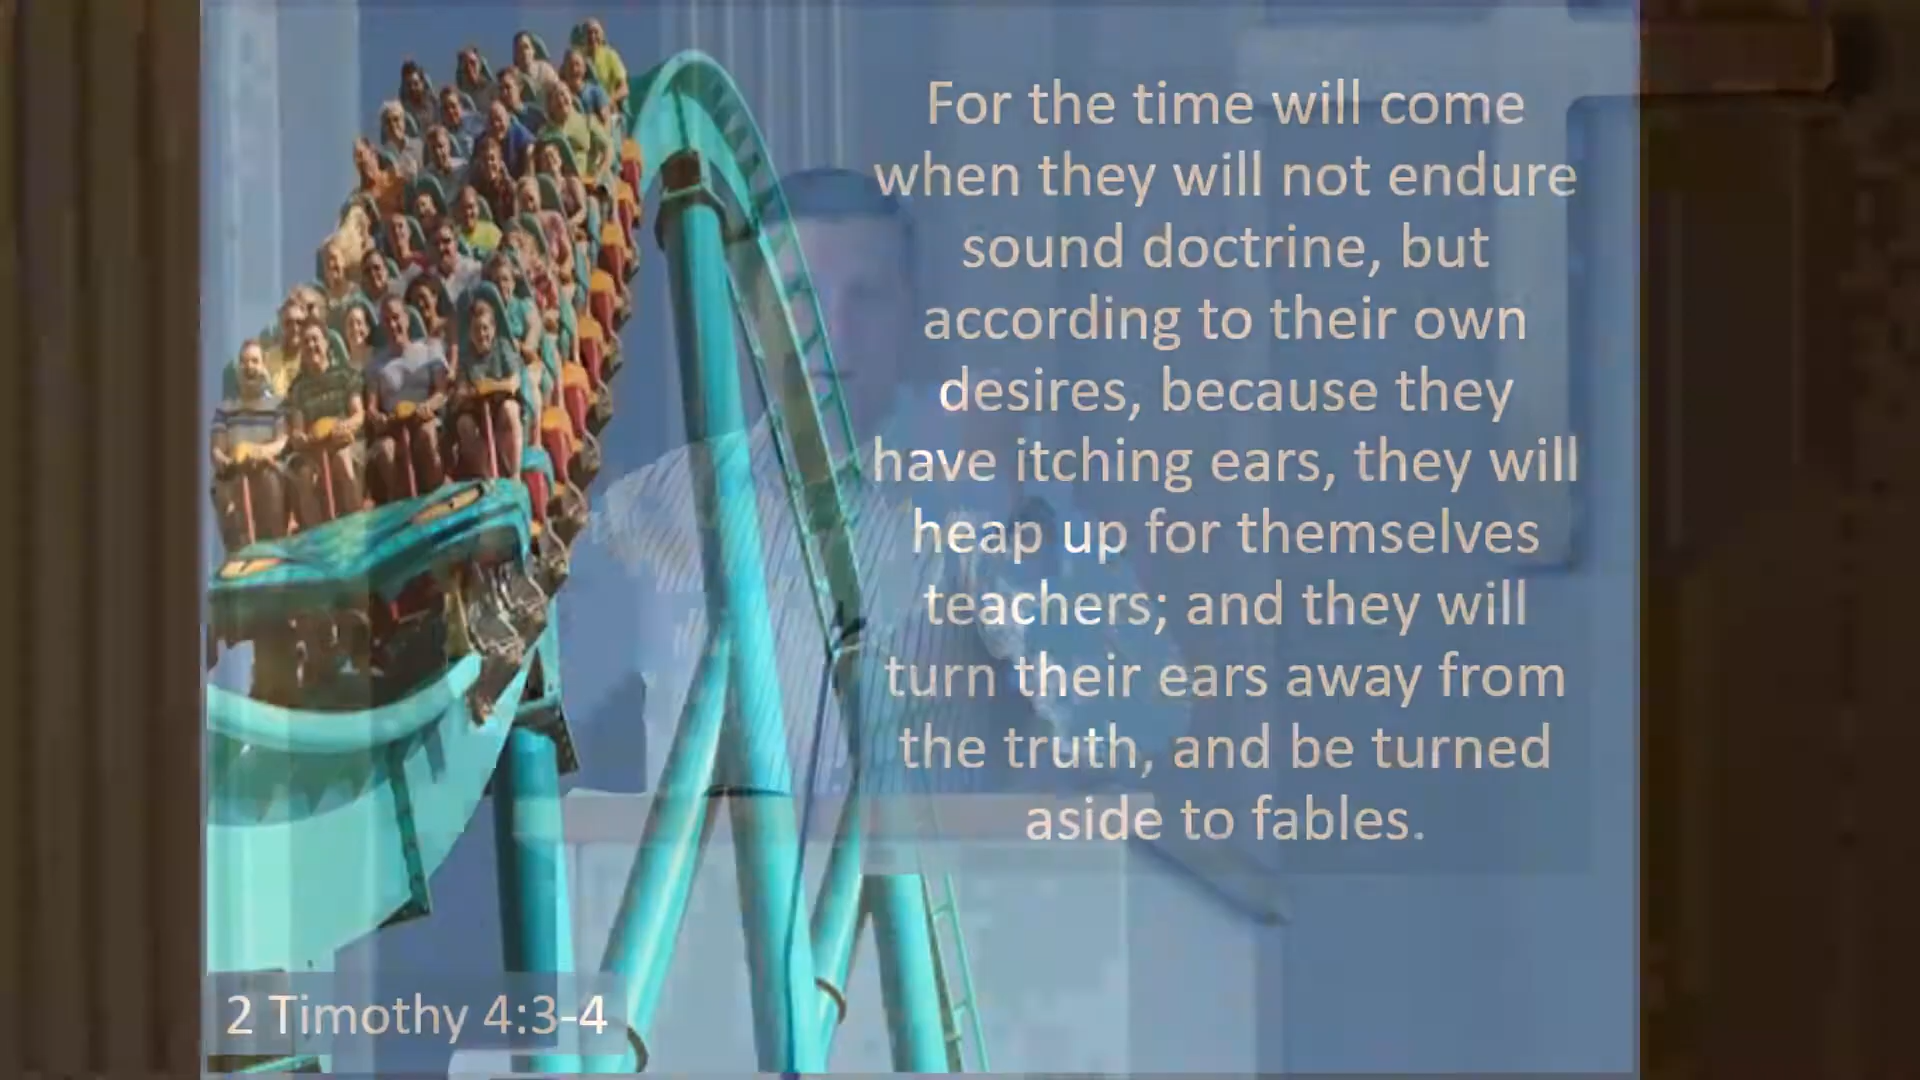 For the time will come
when they will not endure
sound doctrine, but
according to their own
desires, because they
have itching ears, they will
heap up for themselves
teachers; and they will
turn their ears away from
the truth, and be turned
aside to fables.
2 Timothy 4:3-4